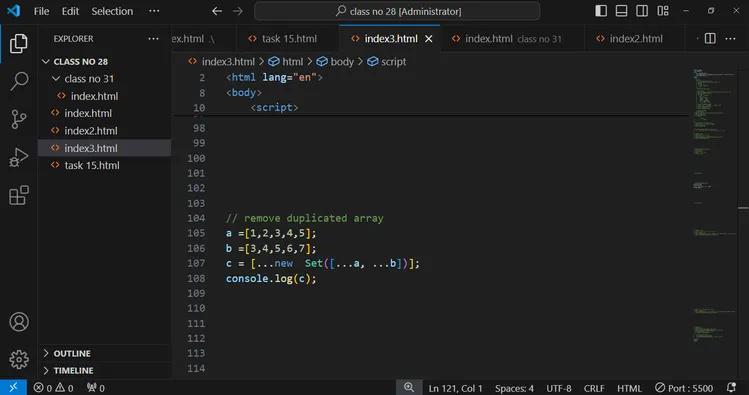 File Edit Selection ··· class no 28 [Administrator]
EXPLORER ···
CLASS NO 28
class no 31
index.html
index.html
index2.html
index3.html
task 15.html
OUTLINE
TIMELINE
ex.html .\ task 15.html index3.html index.html class no 31 index2.html ···
index3.html > html > body > script
2 <html lang="en">
8 <body>
10 <script>
98
99
100
101
102
103
104 // remove duplicated array
105 a =[1,2,3,4,5];
106 b =[3,4,5,6,7];
107 c = [...new  Set([...a, ...b])];
108 console.log(c);
109
110
111
112
113
114
0 0 0 Ln 121, Col 1 Spaces: 4 UTF-8 CRLF HTML Port : 5500